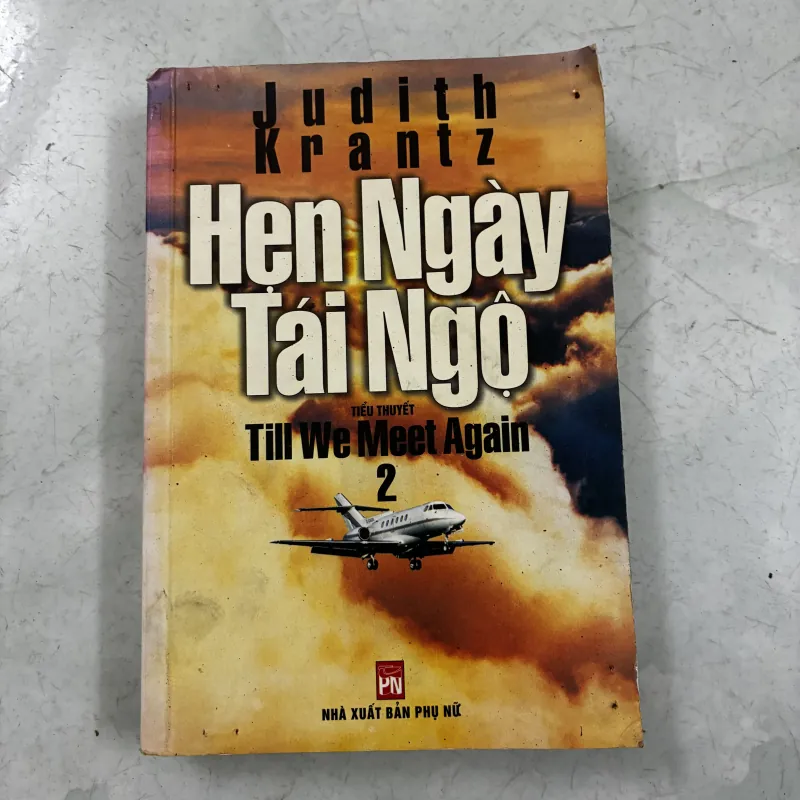 Judith
Krantz
Hẹn Ngày
Tái Ngộ
TIỂU THUYẾT
Till We Meet Again
2
PN
NHÀ XUẤT BẢN PHỤ NỮ